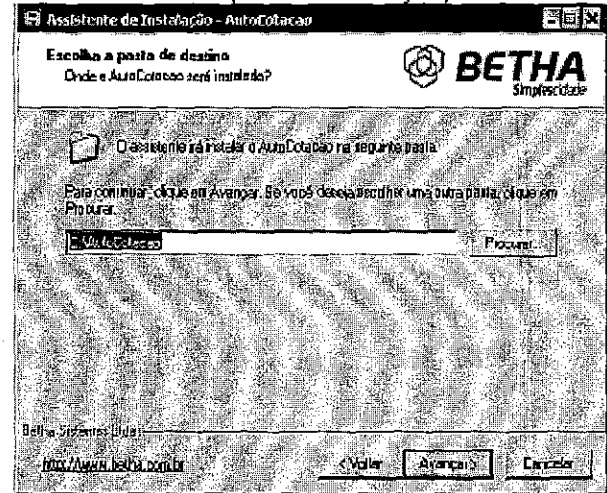 Assistente de Instalação - AutoCotacao
Escolha a pasta de destino
Onde o AutoCotacao será instalado?
BETHA
Simplescidade
O assistente irá instalar o AutoCotacao na seguinte pasta.
Para continuar, clique em Avançar. Se você deseja escolher uma outra pasta, clique em
Procurar.
C:\AutoCotacao
Procurar...
Betha Sistemas Ltda
http://www.betha.com.br
< Voltar
Avançar >
Cancelar